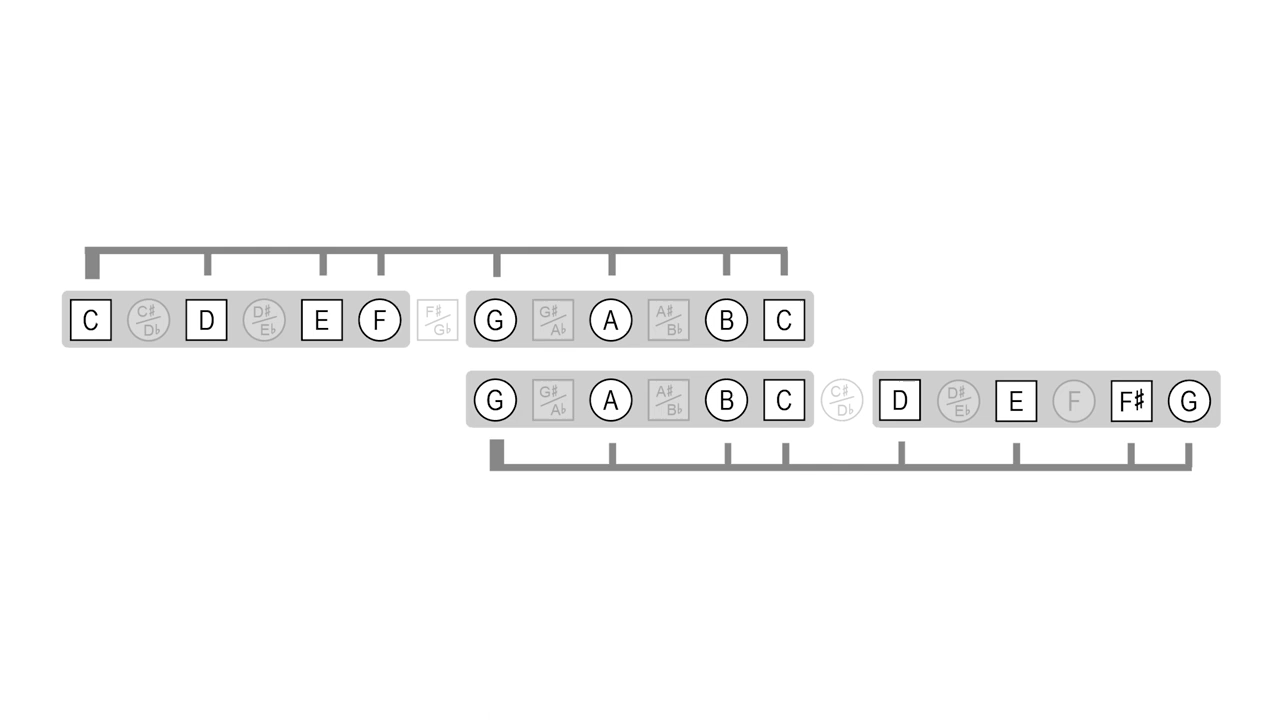 C C♯/D♭ D D♯/E♭ E F F♯/G♭ G G♯/A♭ A A♯/B♭ B C
G G♯/A♭ A A♯/B♭ B C C♯/D♭ D D♯/E♭ E F F♯ G